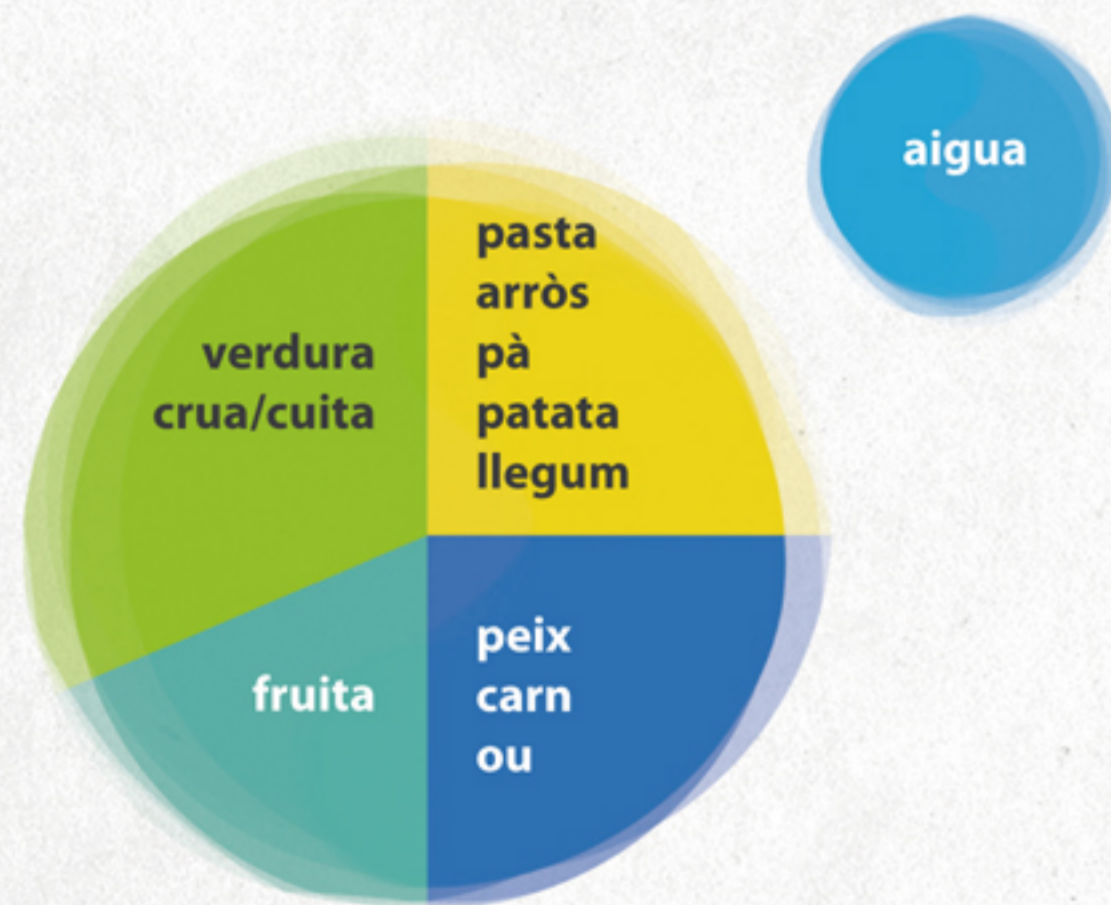 aigua
verdura
crua/cuita
pasta
arròs
pà
patata
llegum
fruita
peix
carn
ou